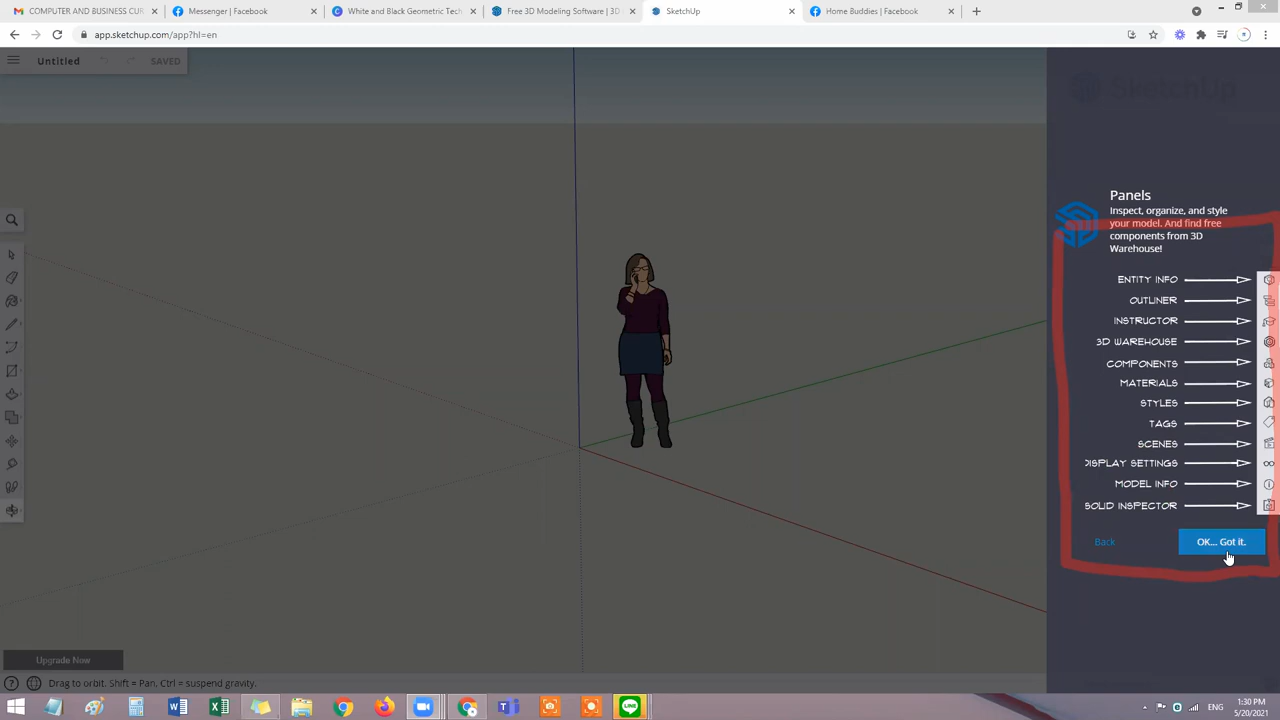 COMPUTER AND BUSINESS CUR
Messenger | Facebook
White and Black Geometric Tech
Free 3D Modeling Software | 3D
SketchUp
Home Buddies | Facebook
app.sketchup.com/app?hl=en
Untitled
SAVED
SketchUp
Panels
Inspect, organize, and style
your model. And find free
components from 3D
Warehouse!
ENTITY INFO
OUTLINER
INSTRUCTOR
3D WAREHOUSE
COMPONENTS
MATERIALS
STYLES
TAGS
SCENES
DISPLAY SETTINGS
MODEL INFO
SOLID INSPECTOR
Back
OK... Got it.
Upgrade Now
Drag to orbit. Shift = Pan, Ctrl = suspend gravity.
ENG
1:30 PM
5/20/2021